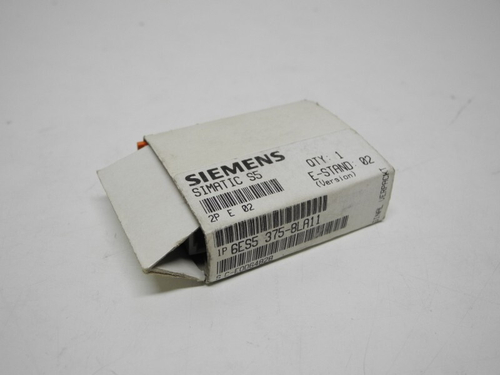 SIEMENS
SIMATIC S5
QTY: 1
E-STAND: 02
(Version)
2P E 02
1P 6ES5 375-8LA11